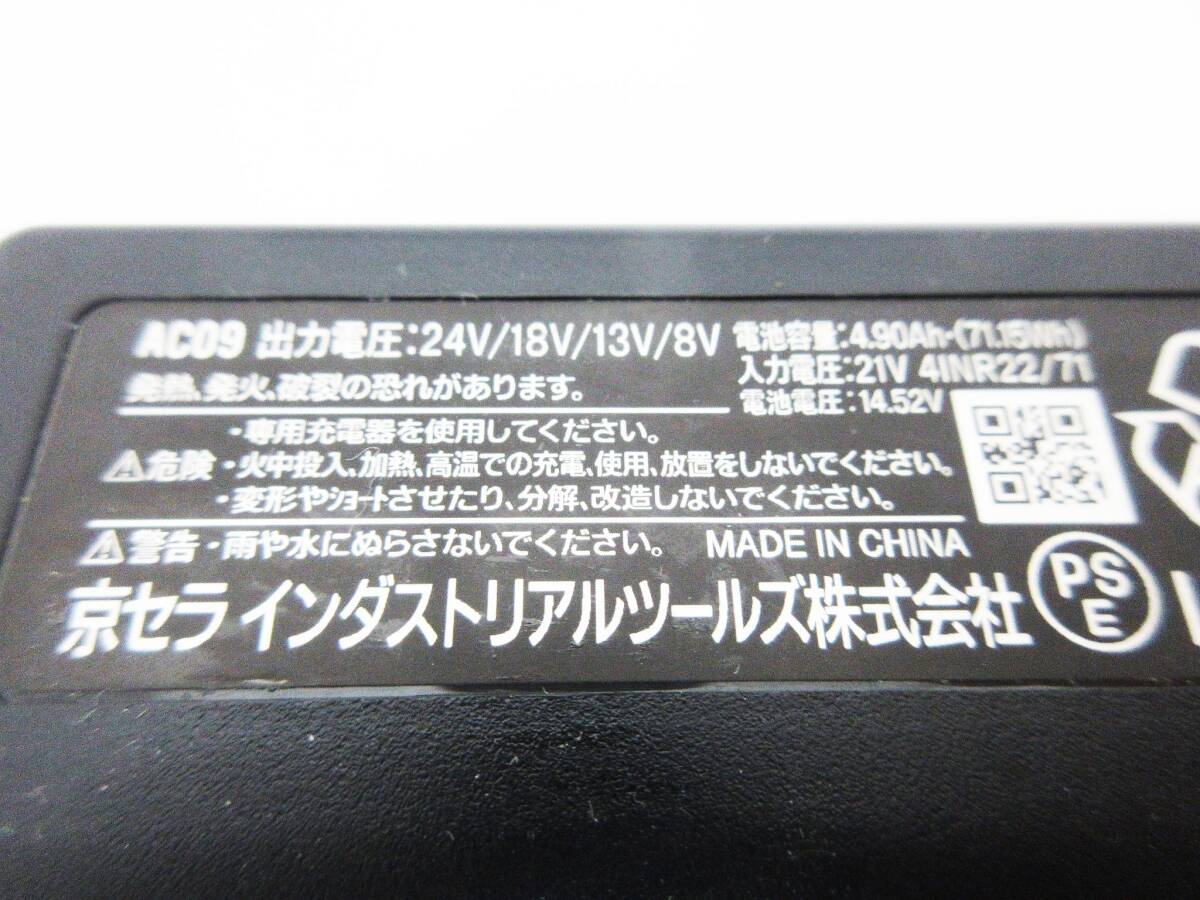 AC09 出力電圧:24V/18V/13V/8V 電池容量:4.90Ah・(71.15Wh)
入力電圧:21V 4INR22/71
発熱、発火、破裂の恐れがあります。 電池電圧:14.52V
・専用充電器を使用してください。
⚠危険・火中投入、加熱、高温での充電、使用、放置をしないでください。
・変形やショートさせたり、分解、改造しないでください。
⚠警告・雨や水にぬらさないでください。 MADE IN CHINA
京セラ インダストリアルツールズ株式会社 PSE